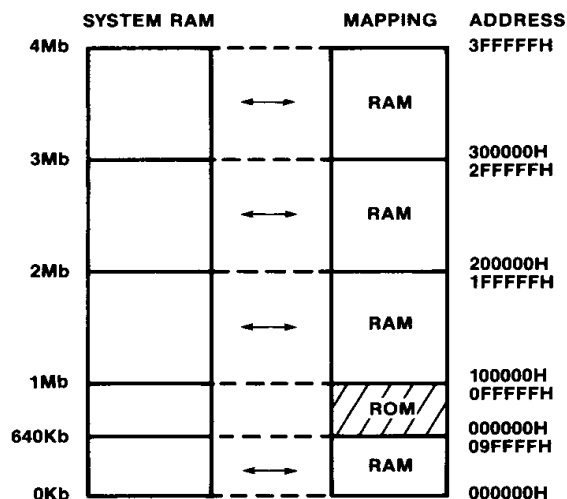 SYSTEM RAM MAPPING ADDRESS
4Mb 3FFFFFH
RAM
3Mb 300000H
2FFFFFH
RAM
2Mb 200000H
1FFFFFH
RAM
1Mb 100000H
0FFFFFH
ROM
000000H
640Kb 09FFFFH
RAM
0Kb 000000H